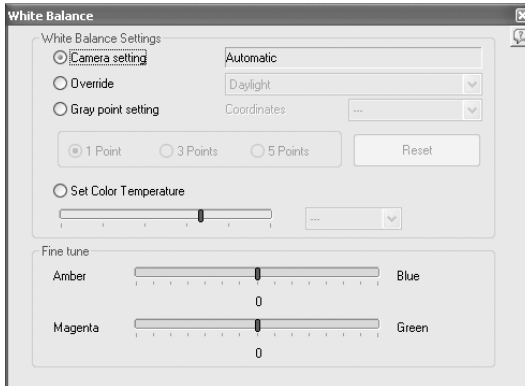 White Balance
White Balance Settings
Camera setting Automatic
Override Daylight
Gray point setting Coordinates ---
1 Point 3 Points 5 Points Reset
Set Color Temperature
---
Fine tune
Amber Blue
0
Magenta Green
0